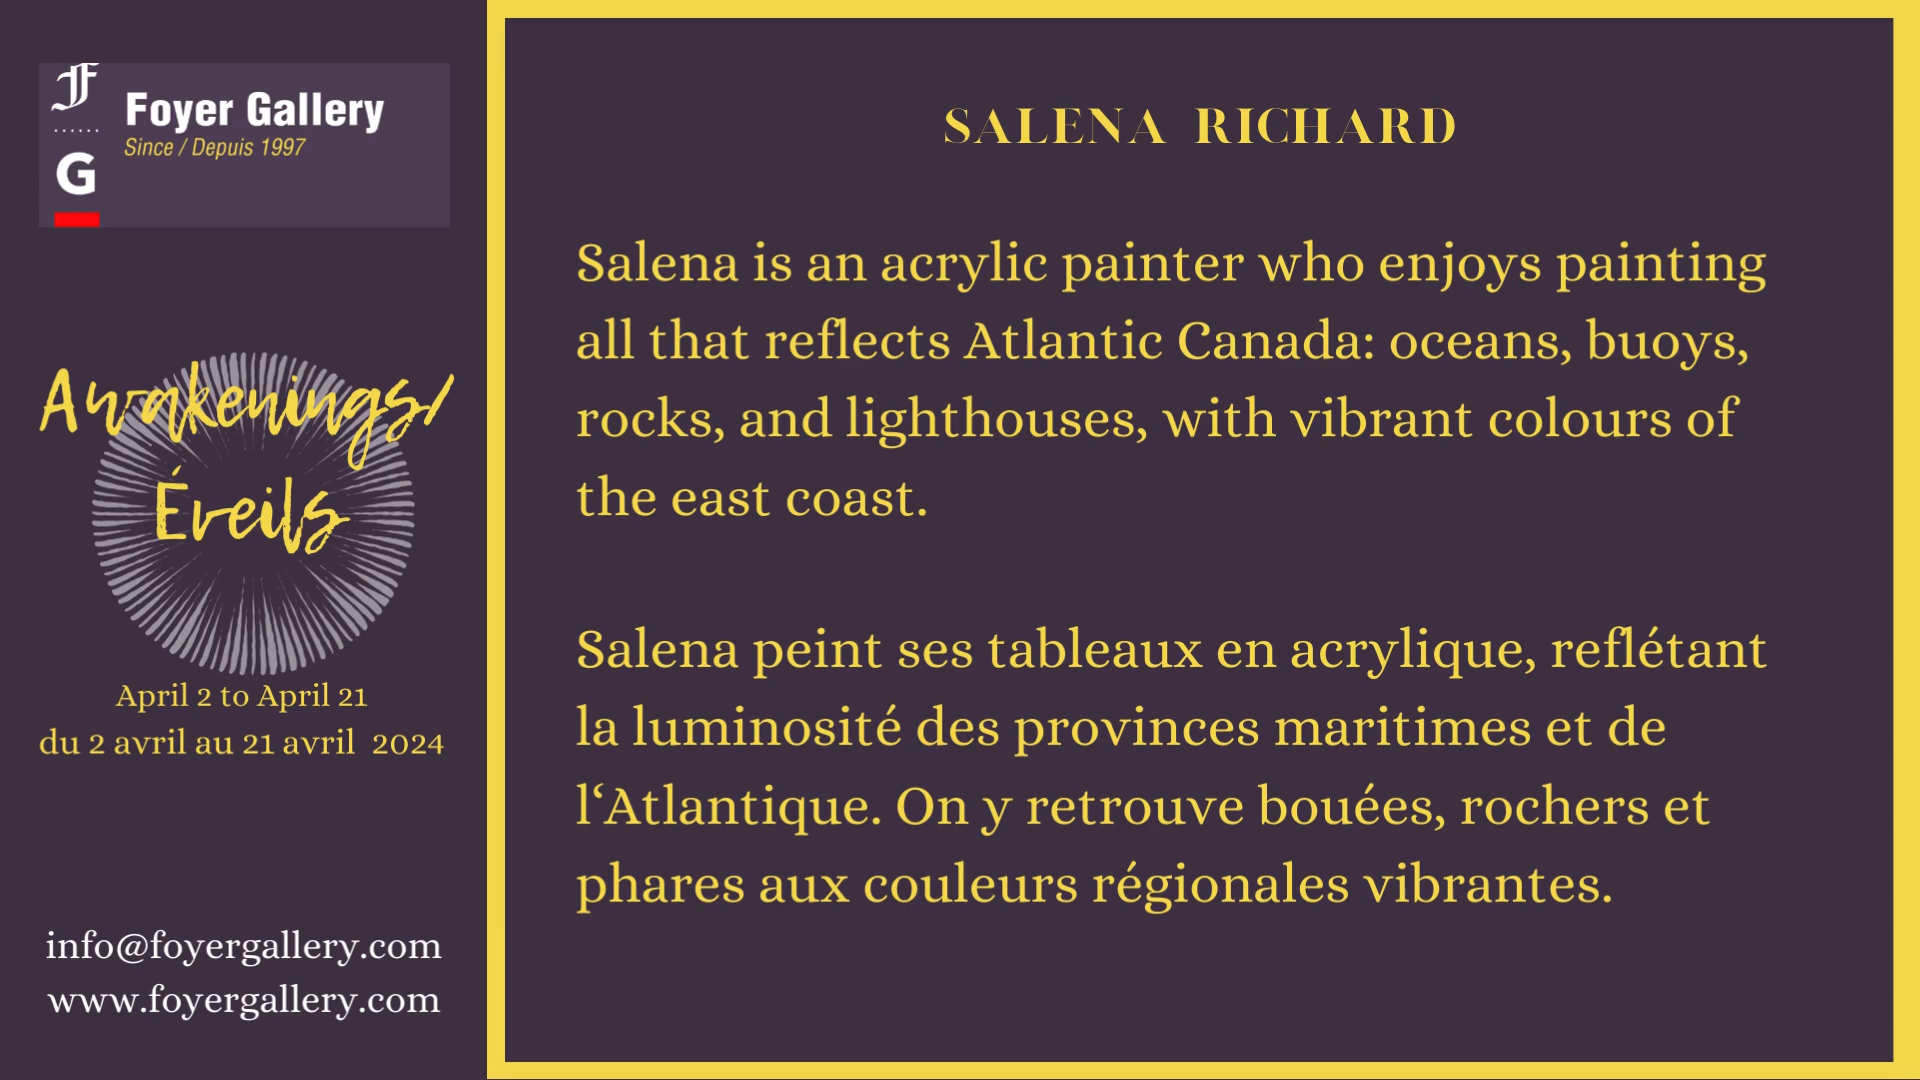 F
......
G
Foyer Gallery
Since / Depuis 1997
Awakenings/
Éveils
April 2 to April 21
du 2 avril au 21 avril 2024
info@foyergallery.com
www.foyergallery.com
SALENA RICHARD
Salena is an acrylic painter who enjoys painting
all that reflects Atlantic Canada: oceans, buoys,
rocks, and lighthouses, with vibrant colours of
the east coast.
Salena peint ses tableaux en acrylique, reflétant
la luminosité des provinces maritimes et de
l‘Atlantique. On y retrouve bouées, rochers et
phares aux couleurs régionales vibrantes.